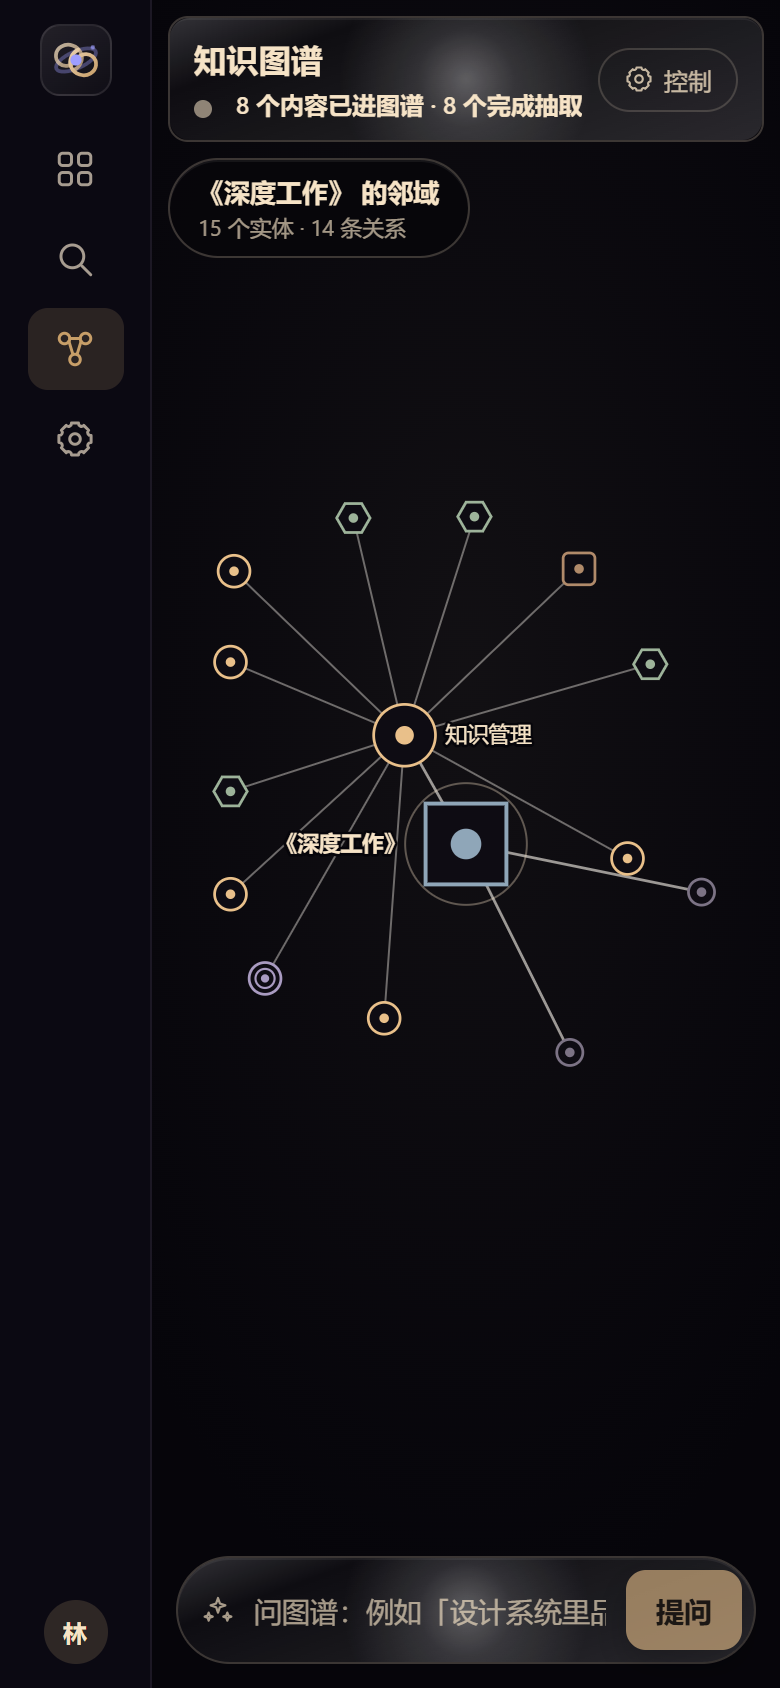 知识图谱
8 个内容已进图谱 · 8 个完成抽取
控制
《深度工作》 的邻域
15 个实体 · 14 条关系
知识管理
《深度工作》
问图谱：例如「设计系统里
提问
林